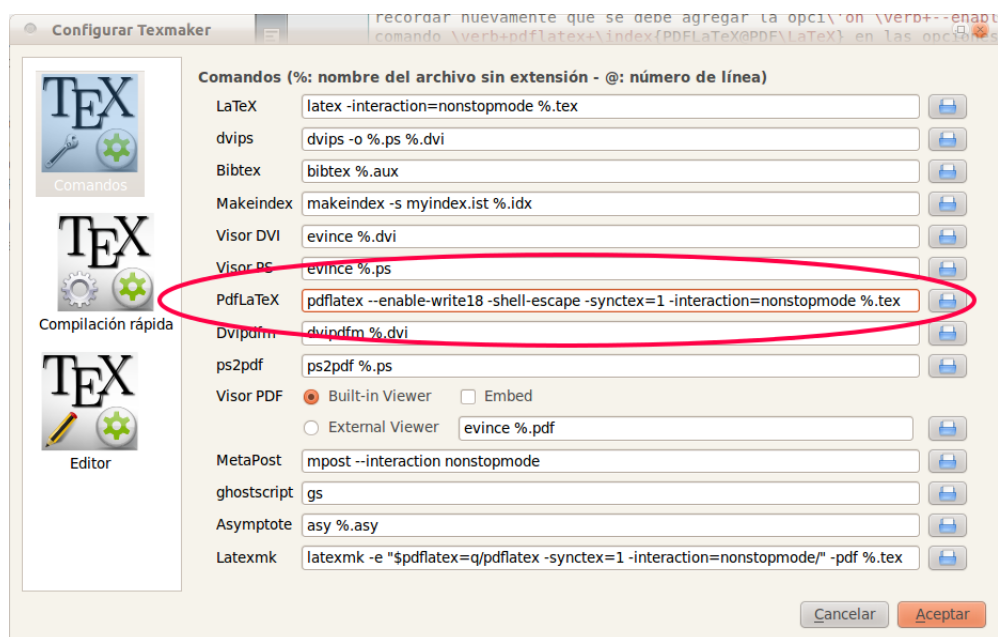 recordar nuevamente que se debe agregar la opci\'on \verb+--enabl
Configurar Texmaker
comando \verb+pdflatex+\index{PDFLaTeX@PDF\LaTeX} en las opciones
Comandos (%: nombre del archivo sin extensión - @: número de línea)
TEX
Comandos
LaTeX latex -interaction=nonstopmode %.tex
dvips dvips -o %.ps %.dvi
Bibtex bibtex %.aux
Makeindex makeindex -s myindex.ist %.idx
TEX
Compilación rápida
Visor DVI evince %.dvi
Visor PS evince %.ps
PdfLaTeX pdflatex --enable-write18 -shell-escape -synctex=1 -interaction=nonstopmode %.tex
Dvipdfm dvipdfm %.dvi
ps2pdf ps2pdf %.ps
TEX
Editor
Visor PDF Built-in Viewer Embed
External Viewer evince %.pdf
MetaPost mpost --interaction nonstopmode
ghostscript gs
Asymptote asy %.asy
Latexmk latexmk -e "$pdflatex=q/pdflatex -synctex=1 -interaction=nonstopmode/" -pdf %.tex
Cancelar Aceptar